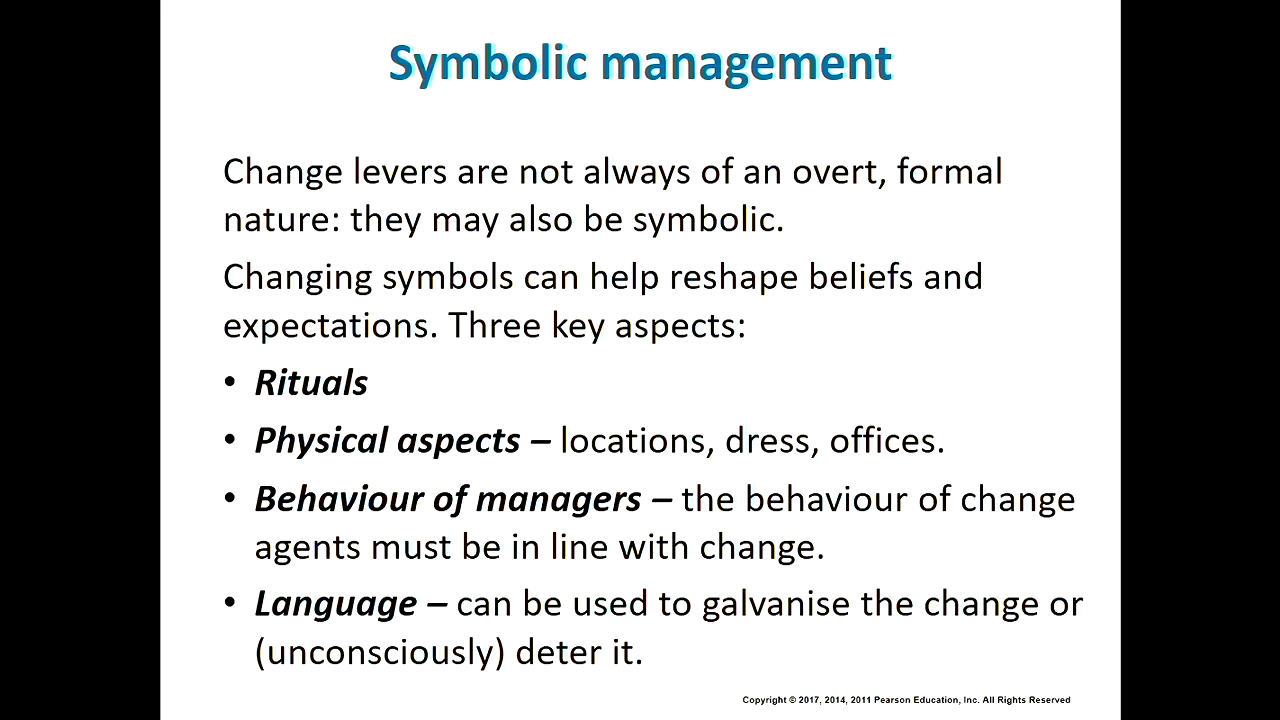 Symbolic management
Change levers are not always of an overt, formal
nature: they may also be symbolic.
Changing symbols can help reshape beliefs and
expectations. Three key aspects:
• Rituals
• Physical aspects – locations, dress, offices.
• Behaviour of managers – the behaviour of change
agents must be in line with change.
• Language – can be used to galvanise the change or
(unconsciously) deter it.
Copyright © 2017, 2014, 2011 Pearson Education, Inc. All Rights Reserved